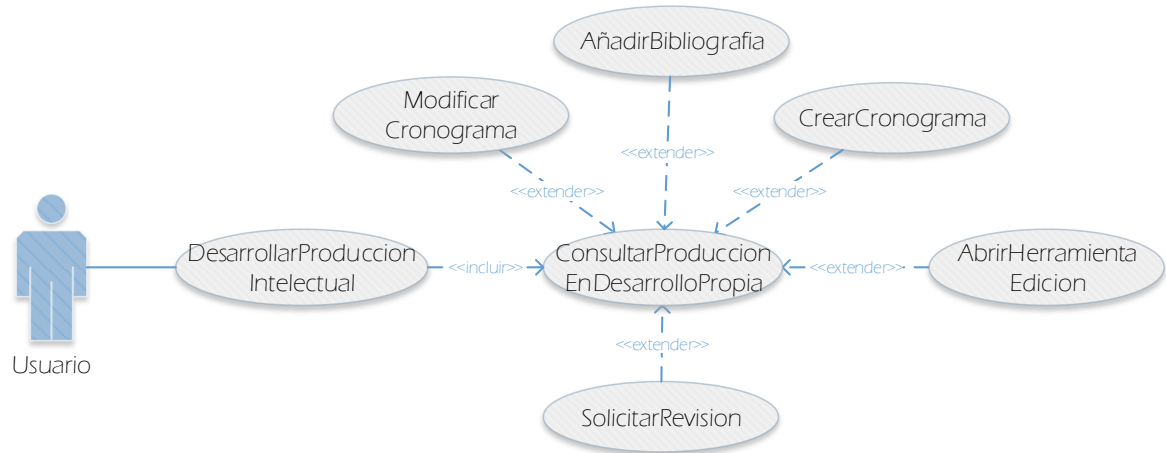 AñadirBibliografia
Modificar
Cronograma
CrearCronograma
<<extender>>
<<extender>>
<<extender>>
DesarrollarProduccion
Intelectual
<<incluir>>
ConsultarProduccion
EnDesarrolloPropia
<<extender>>
AbrirHerramienta
Edicion
<<extender>>
Usuario
SolicitarRevision